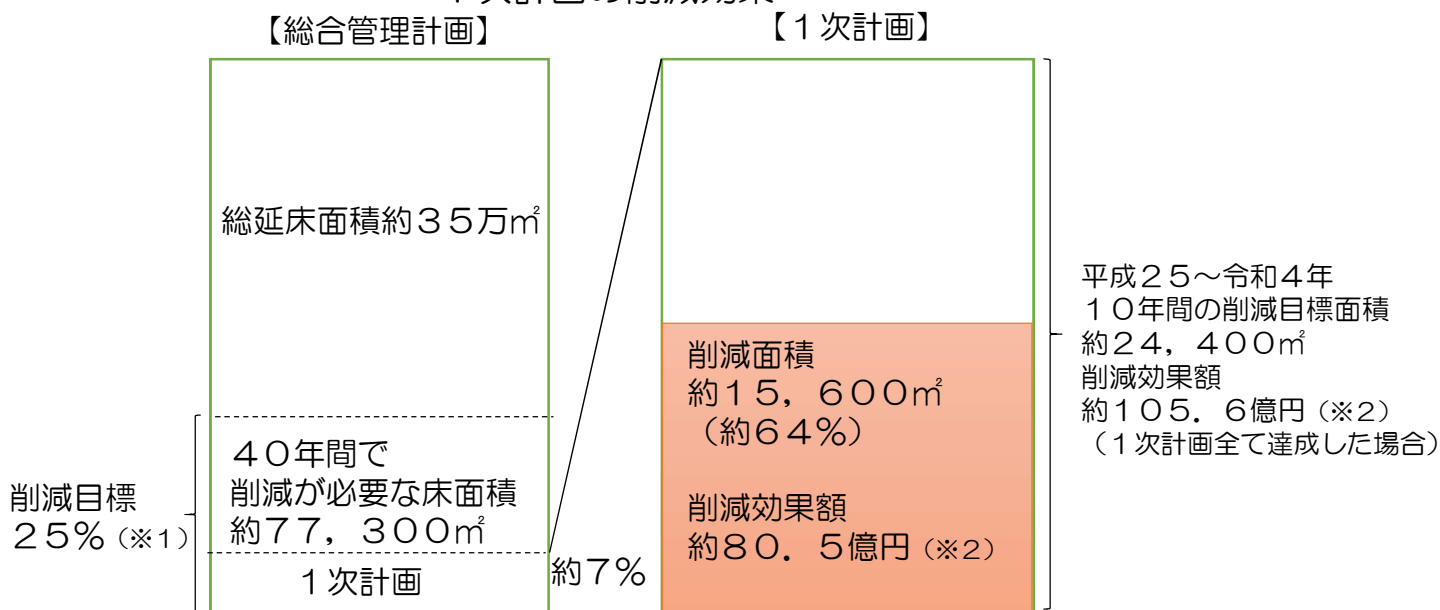 【総合管理計画】
【１次計画】
総延床面積約３５万㎡
４０年間で
削減が必要な床面積
約７７，３００㎡
１次計画
削減目標
２５％（※１）
約７％
削減面積
約１５，６００㎡
（約６４％）
削減効果額
約８０．５億円（※２）
平成２５～令和４年
１０年間の削減目標面積
約２４，４００㎡
削減効果額
約１０５．６億円（※２）
（１次計画全て達成した場合）